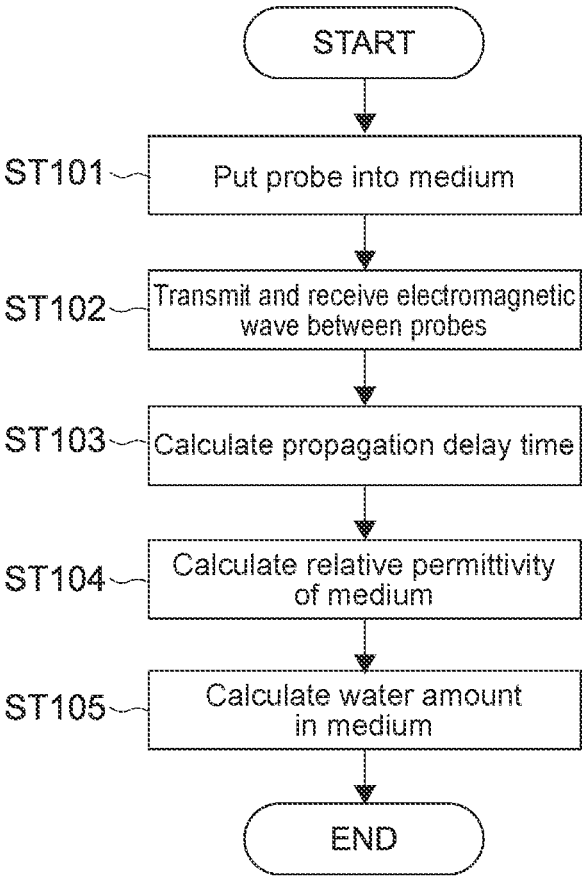 START
ST101
Put probe into medium
ST102
Transmit and receive electromagnetic
wave between probes
ST103
Calculate propagation delay time
ST104
Calculate relative permittivity
of medium
ST105
Calculate water amount
in medium
END